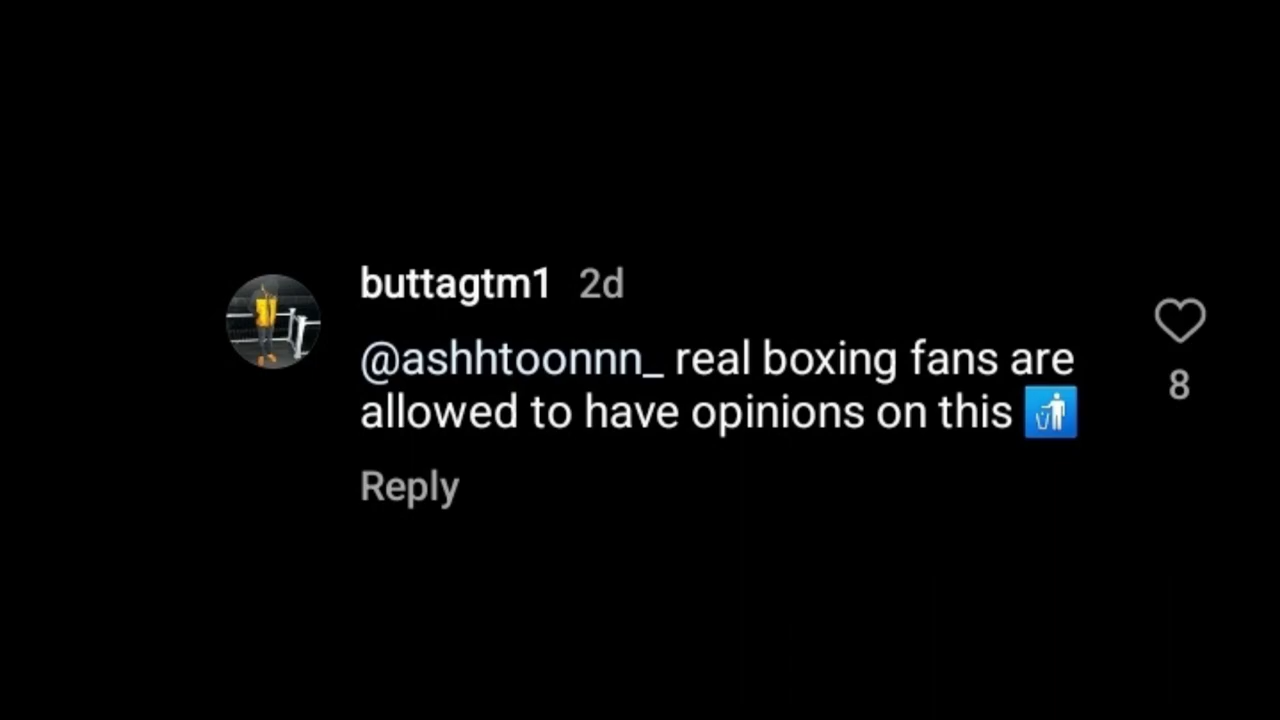 buttagtm1 2d
@ashhtoonnn_ real boxing fans are
allowed to have opinions on this 🚮
8
Reply